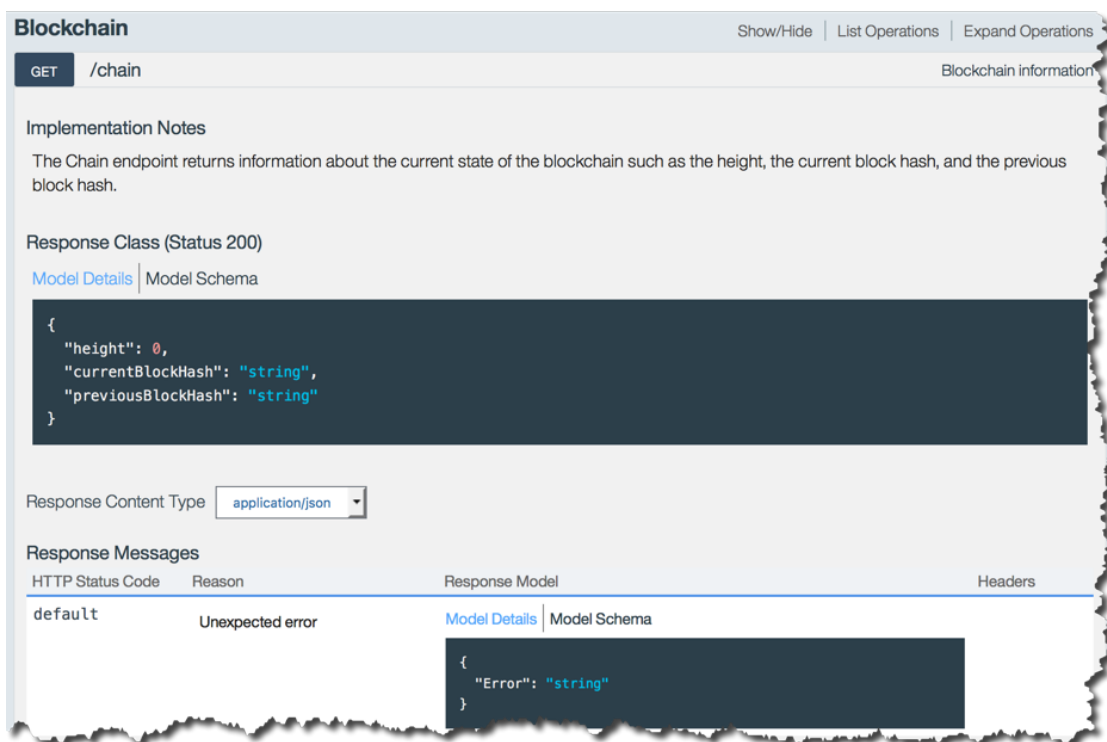 Blockchain
Show/Hide | List Operations | Expand Operations
GET /chain
Blockchain information
Implementation Notes
The Chain endpoint returns information about the current state of the blockchain such as the height, the current block hash, and the previous
block hash.
Response Class (Status 200)
Model Details | Model Schema
{
"height": 0,
"currentBlockHash": "string",
"previousBlockHash": "string"
}
Response Content Type application/json
Response Messages
HTTP Status Code Reason Response Model Headers
default Unexpected error Model Details | Model Schema
{
"Error": "string"
}